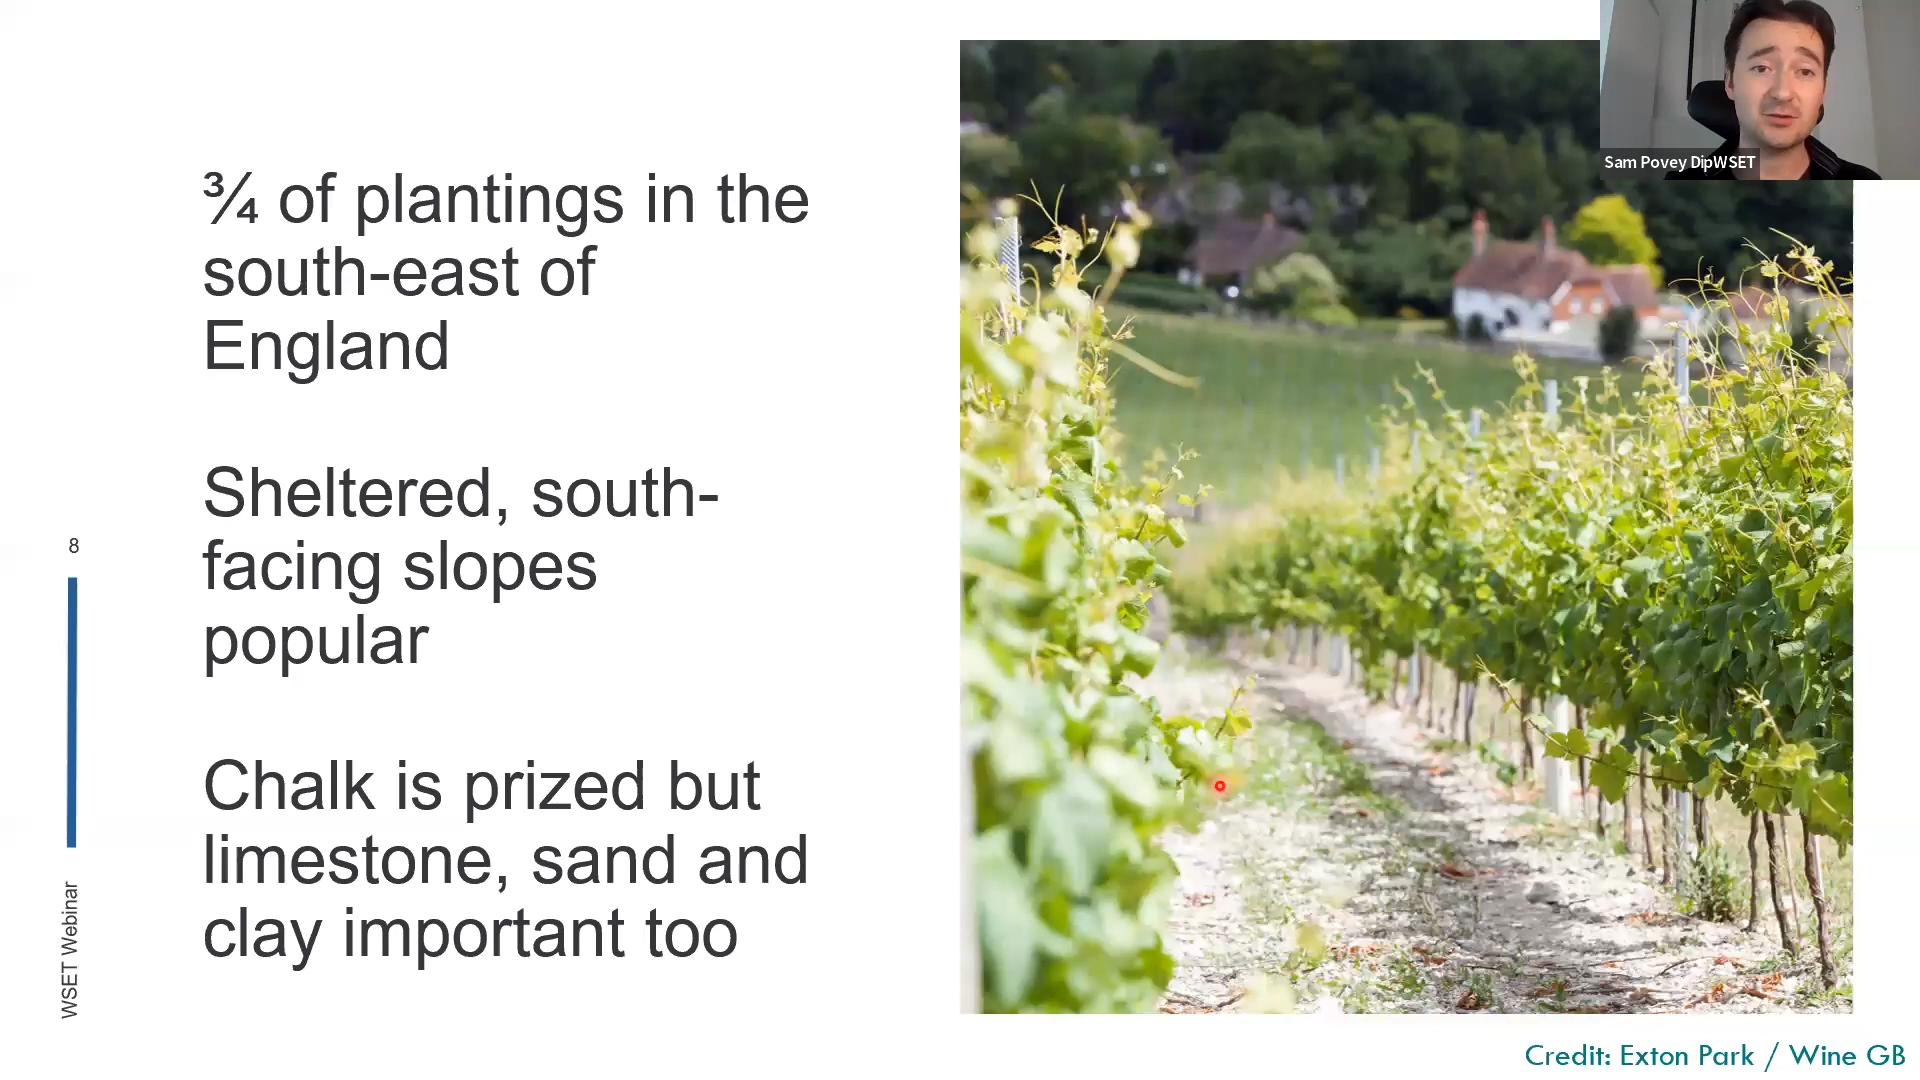 ¾ of plantings in the
south-east of
England
Sheltered, south-
facing slopes
popular
Chalk is prized but
limestone, sand and
clay important too
8
WSET Webinar
Sam Povey DipWSET
Credit: Exton Park / Wine GB